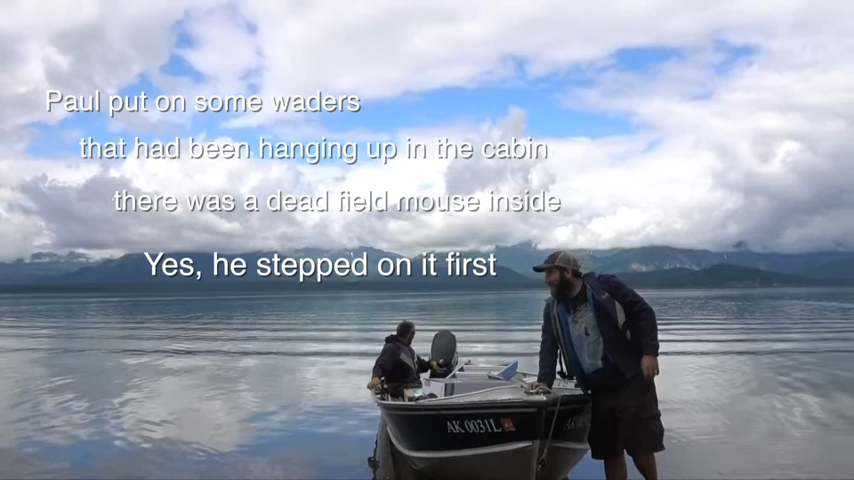 Paul put on some waders
that had been hanging up in the cabin
there was a dead field mouse inside
Yes, he stepped on it first
AK 0031L